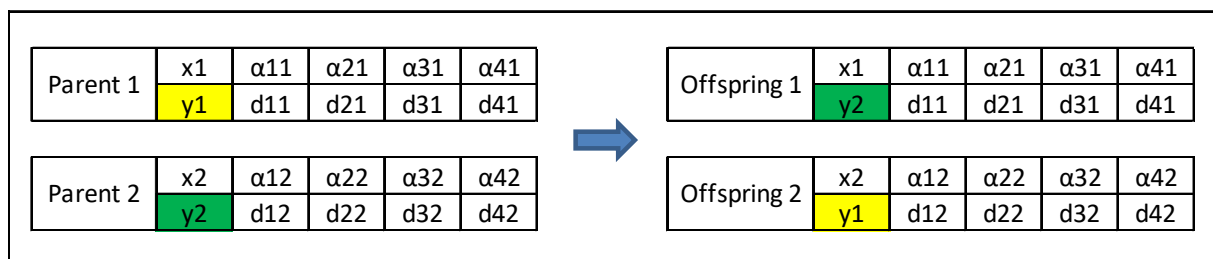 Parent 1 x1 α11 α21 α31 α41
y1 d11 d21 d31 d41
Parent 2 x2 α12 α22 α32 α42
y2 d12 d22 d32 d42
Offspring 1 x1 α11 α21 α31 α41
y2 d11 d21 d31 d41
Offspring 2 x2 α12 α22 α32 α42
y1 d12 d22 d32 d42